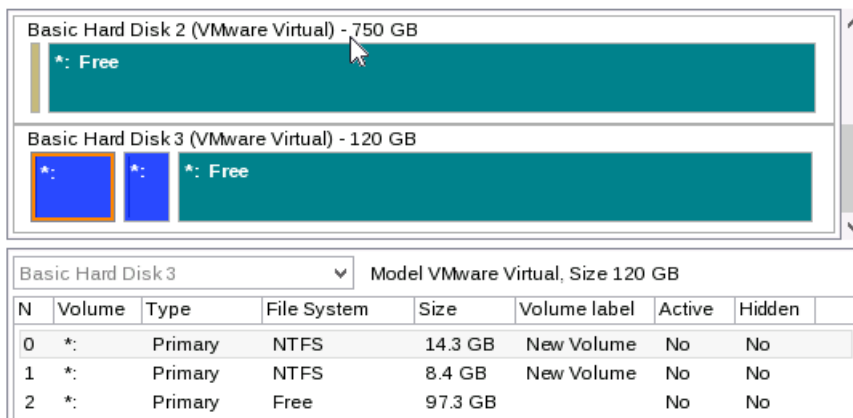 Basic Hard Disk 2 (VMware Virtual) - 750 GB
*: Free
Basic Hard Disk 3 (VMware Virtual) - 120 GB
*: *: *: Free
Basic Hard Disk 3 Model VMware Virtual, Size 120 GB
N Volume Type File System Size Volume label Active Hidden
0 *: Primary NTFS 14.3 GB New Volume No No
1 *: Primary NTFS 8.4 GB New Volume No No
2 *: Primary Free 97.3 GB No No